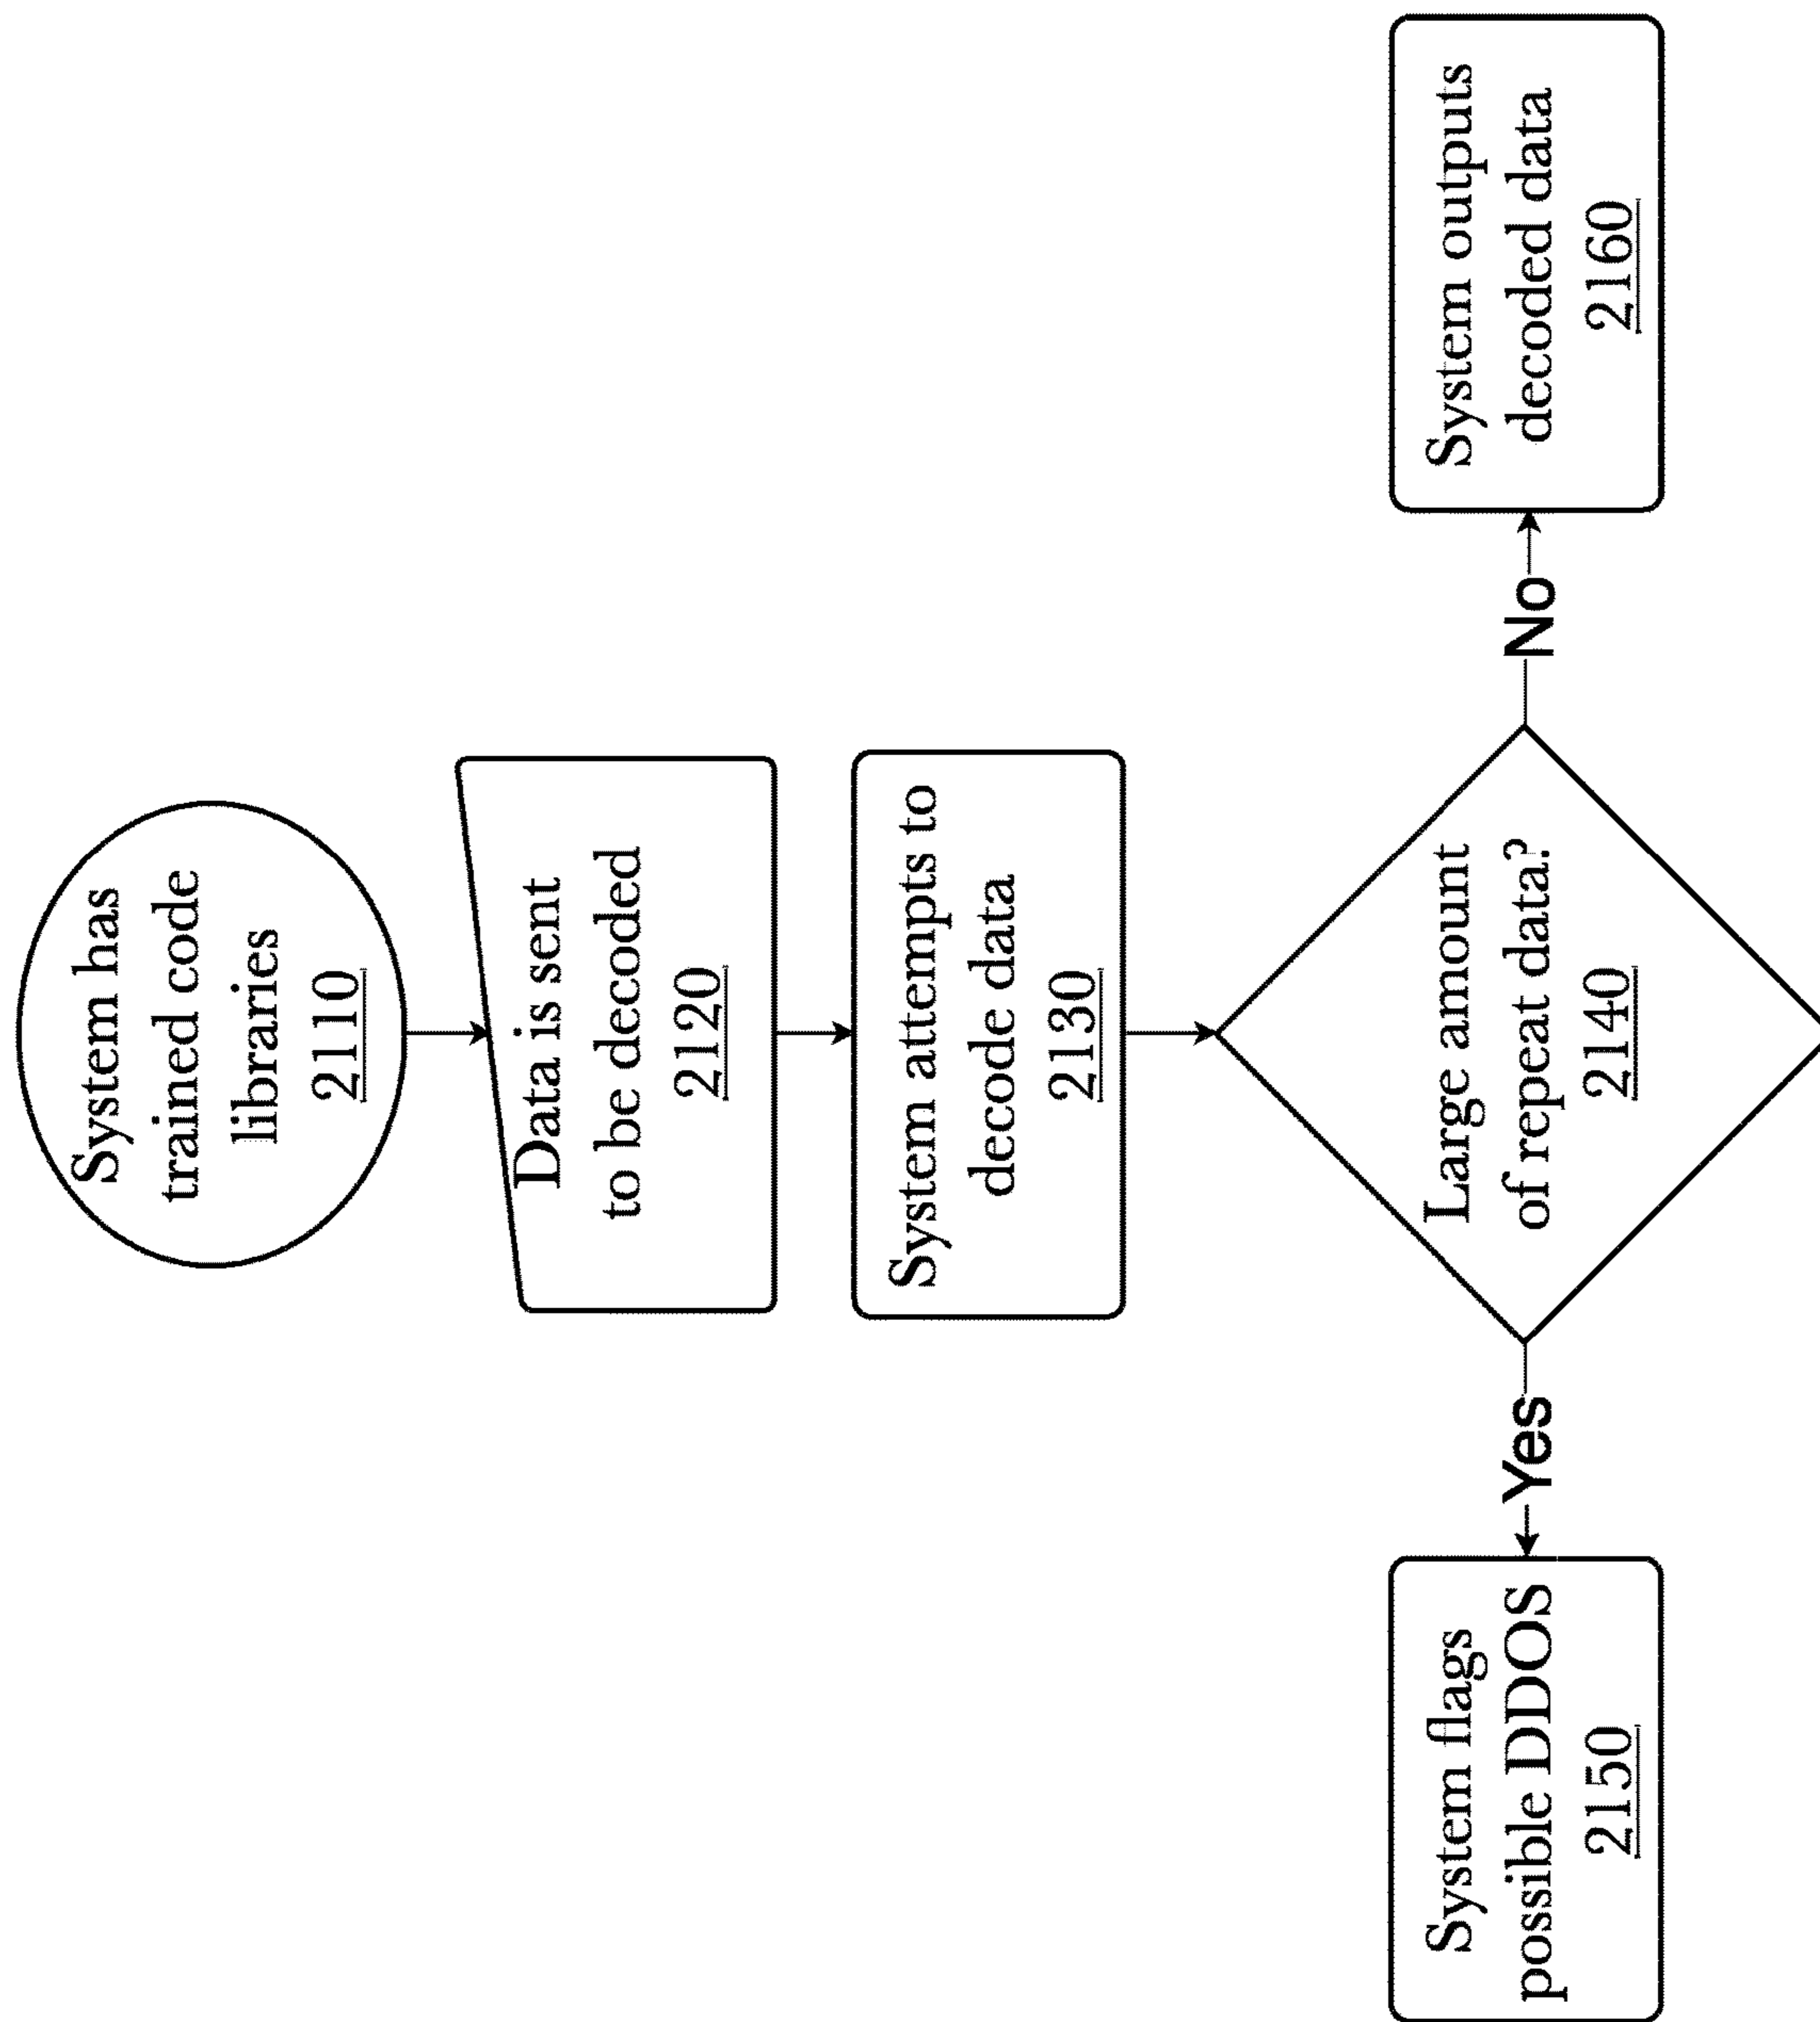 System has
trained code
libraries
2110
Data is sent
to be decoded
2120
System attempts to
decode data
2130
Large amount
of repeat data?
2140
Yes
No
System flags
possible DDOS
2150
System outputs
decoded data
2160